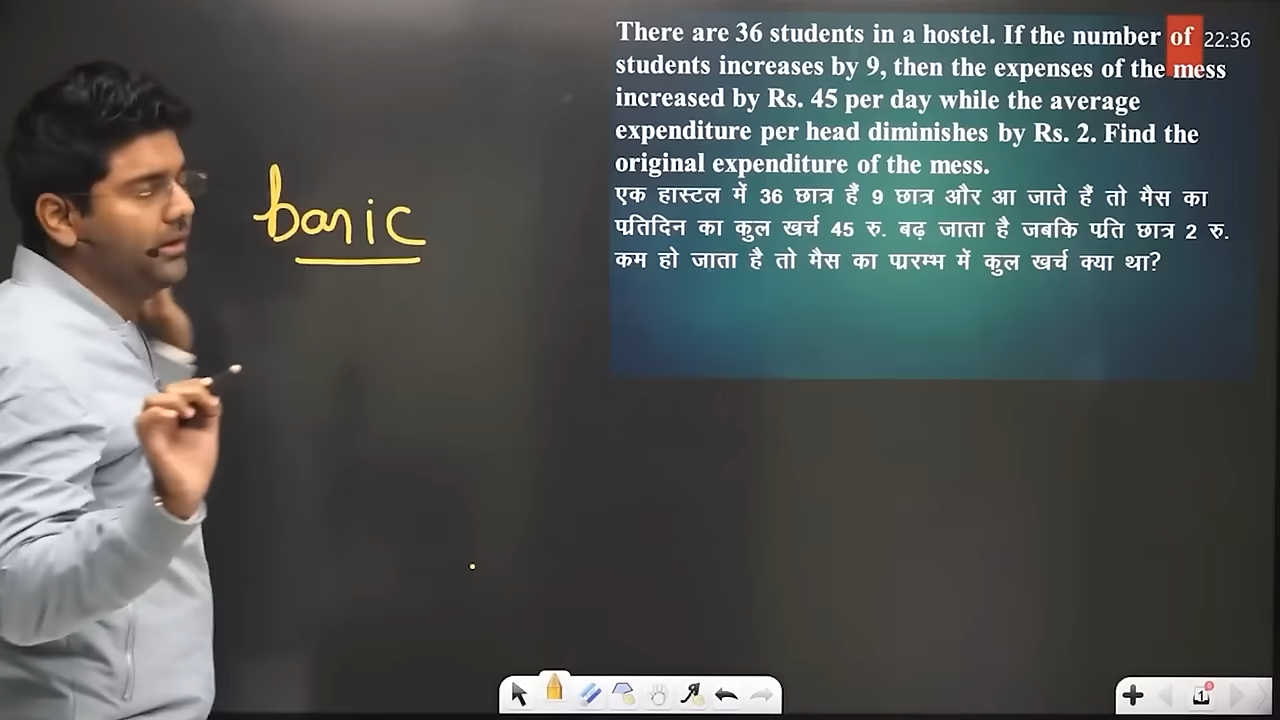 There are 36 students in a hostel. If the number of
students increases by 9, then the expenses of the mess
increased by Rs. 45 per day while the average
expenditure per head diminishes by Rs. 2. Find the
original expenditure of the mess.
एक हास्टल में 36 छात्र हैं 9 छात्र और आ जाते हैं तो मैस का
प्रतिदिन का कुल खर्च 45 रु. बढ़ जाता है जबकि प्रति छात्र 2 रु.
कम हो जाता है तो मैस का प्रारम्भ में कुल खर्च क्या था?
22:36
basic
1